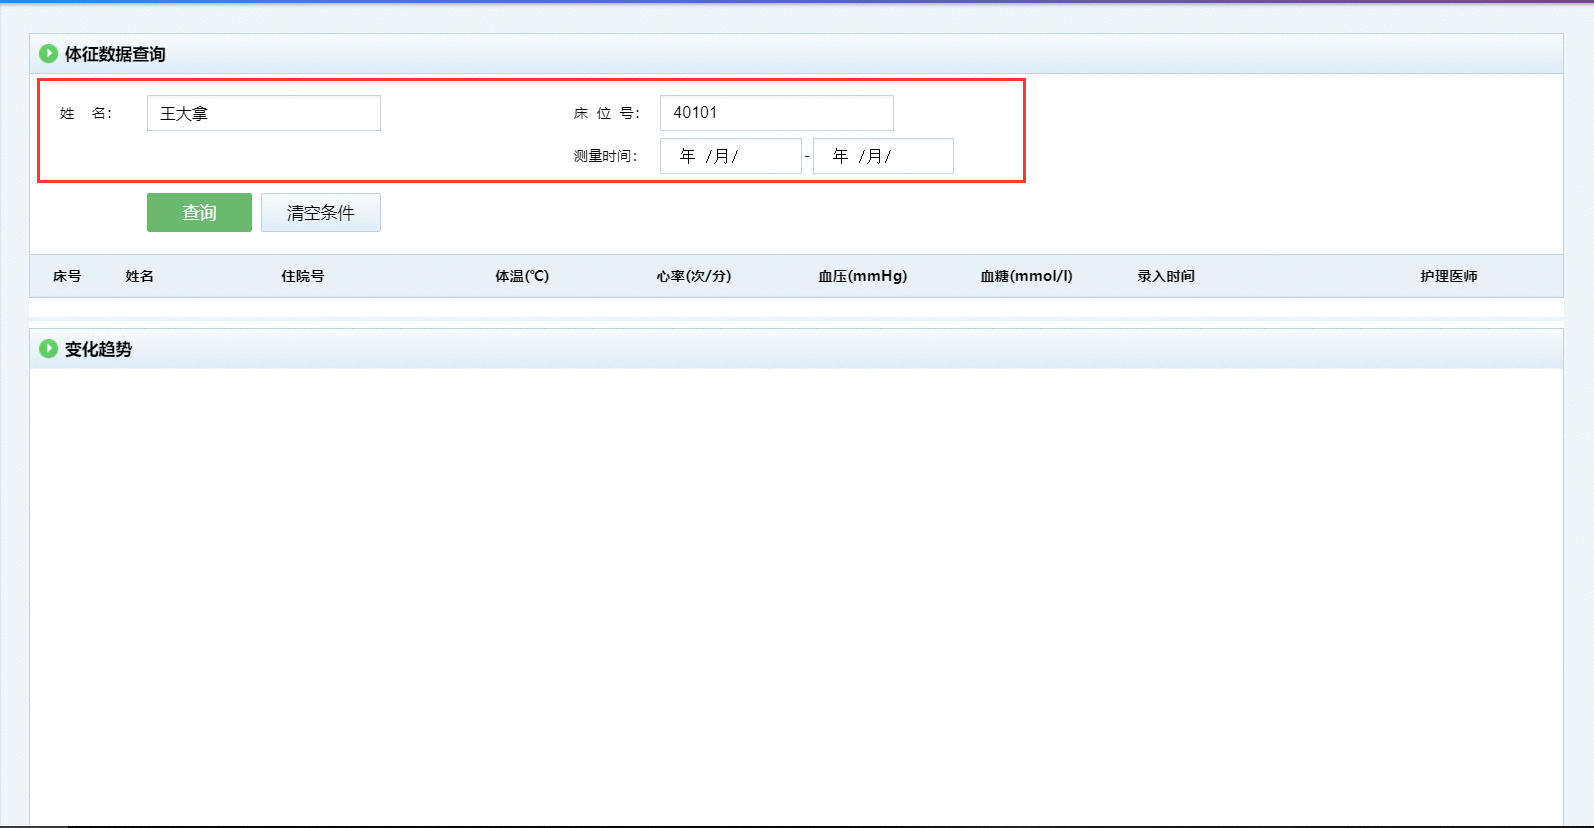 体征数据查询
姓 名： 王大拿 床 位 号： 40101
测量时间： 年 /月/ - 年 /月/
查询 清空条件
床号 姓名 住院号 体温(℃) 心率(次/分) 血压(mmHg) 血糖(mmol/l) 录入时间 护理医师
变化趋势